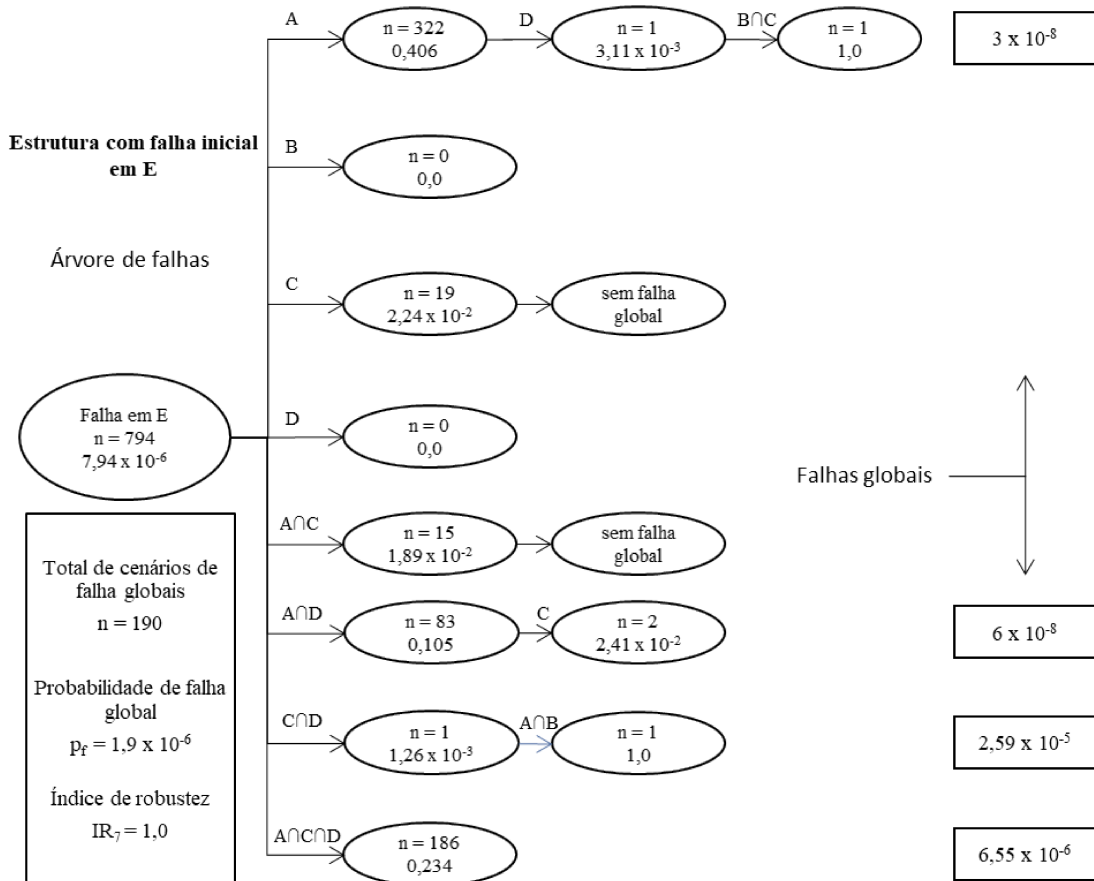 A
n = 322
0,406
D
n = 1
3,11 x 10⁻³
B∩C
n = 1
1,0
3 x 10⁻⁸
Estrutura com falha inicial
em E
B
n = 0
0,0
Árvore de falhas
C
n = 19
2,24 x 10⁻²
sem falha
global
Falha em E
n = 794
7,94 x 10⁻⁶
D
n = 0
0,0
Falhas globais
A∩C
n = 15
1,89 x 10⁻²
sem falha
global
Total de cenários de
falha globais
n = 190
A∩D
n = 83
0,105
C
n = 2
2,41 x 10⁻²
6 x 10⁻⁸
Probabilidade de falha
global
p_f = 1,9 x 10⁻⁶
C∩D
n = 1
1,26 x 10⁻³
A∩B
n = 1
1,0
2,59 x 10⁻⁵
Índice de robustez
IR₇ = 1,0
A∩C∩D
n = 186
0,234
6,55 x 10⁻⁶